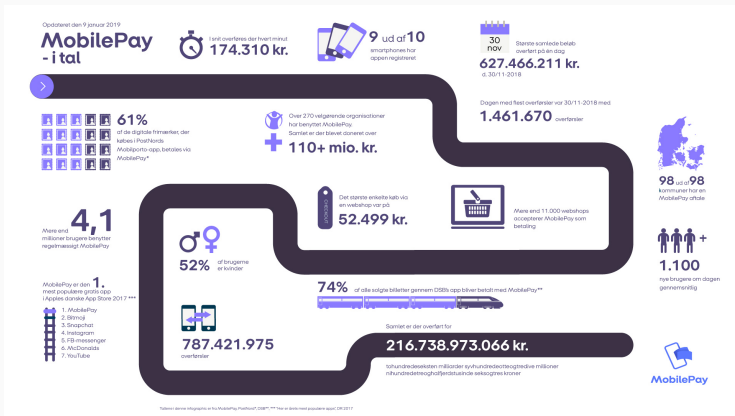 Opdateret den 9 januar 2019
MobilePay
- i tal
I snit overføres der hvert minut
174.310 kr.
9 ud af 10
smartphones har
appen registreret
30
nov
Største samlede beløb
overført på én dag
627.466.211 kr.
d. 30/11-2018
Dagen med flest overførsler var 30/11-2018 med
1.461.670 overførsler
61%
af de digitale frimærker, der
købes i PostNords
Mobilporto-app, betales via
MobilePay*
Over 270 velgørende organisationer
har benyttet MobilePay.
Samlet er der blevet doneret over
110+ mio. kr.
98 ud af 98
kommuner har en
MobilePay aftale
Mere end
4,1
millioner brugere benytter
regelmæssigt MobilePay
52%
af brugerne
er kvinder
CHECKOUT
Det største enkelte køb via
en webshop var på
52.499 kr.
Mere end 11.000 webshops
accepterer MobilePay som
betaling
+
1.100
nye brugere om dagen
gennemsnitlig
MobilePay er den 1.
mest populære gratis app
i Apples danske App Store 2017 ***
1. MobilePay
2. Bitmoji
3. Snapchat
4. Instagram
5. FB-messenger
6. McDonalds
7. YouTube
74% af alle solgte billetter gennem DSB's app bliver betalt med MobilePay**
787.421.975
overførsler
Samlet er der overført for
216.738.973.066 kr.
tohundredeseksten milliarder syvhundredeotteogtredive millioner
nihundredetreoghalvfjerdstusinde seksogtres kroner
MobilePay